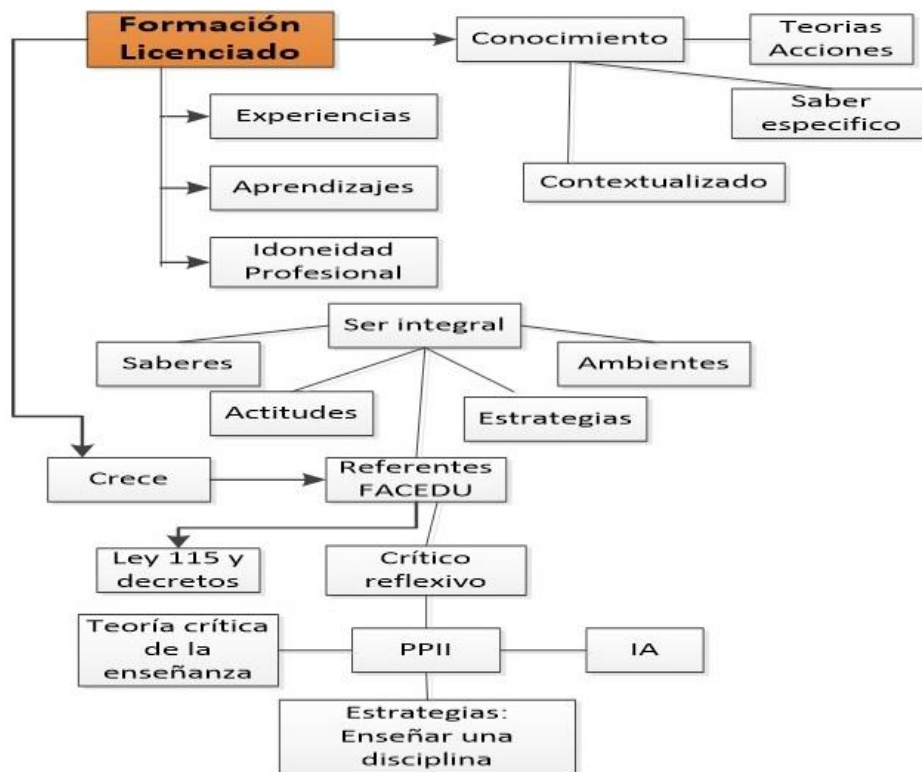 Formación
Licenciado
Conocimiento
Teorias
Acciones
Saber
especifico
Experiencias
Contextualizado
Aprendizajes
Idoneidad
Profesional
Ser integral
Saberes
Ambientes
Actitudes
Estrategias
Crece
Referentes
FACEDU
Ley 115 y
decretos
Crítico
reflexivo
Teoría crítica
de la
enseñanza
PPII
IA
Estrategias:
Enseñar una
disciplina